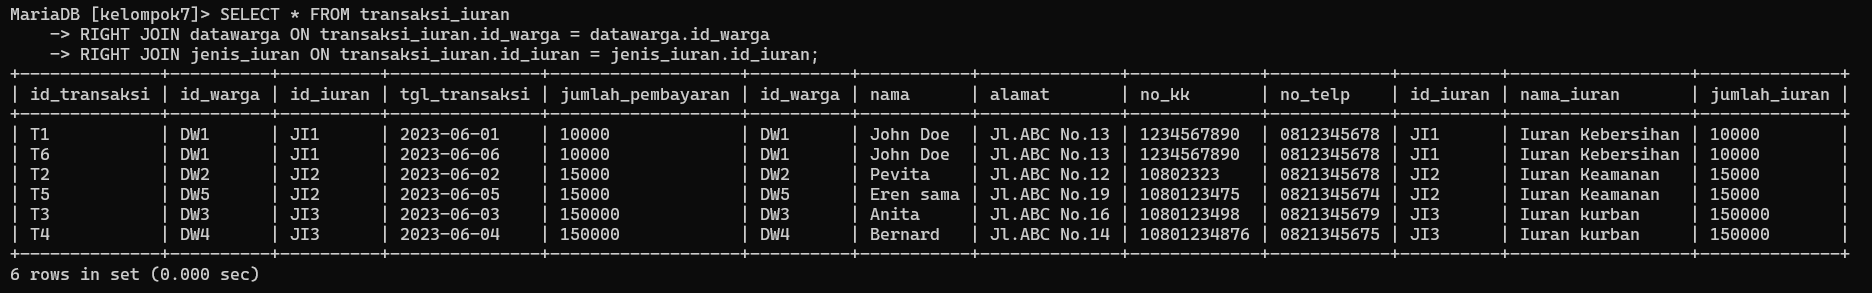 MariaDB [kelompok7]> SELECT * FROM transaksi_iuran
    -> RIGHT JOIN datawarga ON transaksi_iuran.id_warga = datawarga.id_warga
    -> RIGHT JOIN jenis_iuran ON transaksi_iuran.id_iuran = jenis_iuran.id_iuran;
+--------------+----------+----------+---------------+-------------------+----------+-----------+--------------+-------------+------------+----------+------------------+--------------+
| id_transaksi | id_warga | id_iuran | tgl_transaksi | jumlah_pembayaran | id_warga | nama      | alamat       | no_kk       | no_telp    | id_iuran | nama_iuran       | jumlah_iuran |
+--------------+----------+----------+---------------+-------------------+----------+-----------+--------------+-------------+------------+----------+------------------+--------------+
| T1           | DW1      | JI1      | 2023-06-01    | 10000             | DW1      | John Doe  | Jl.ABC No.13 | 1234567890  | 0812345678 | JI1      | Iuran Kebersihan | 10000        |
| T6           | DW1      | JI1      | 2023-06-06    | 10000             | DW1      | John Doe  | Jl.ABC No.13 | 1234567890  | 0812345678 | JI1      | Iuran Kebersihan | 10000        |
| T2           | DW2      | JI2      | 2023-06-02    | 15000             | DW2      | Pevita    | Jl.ABC No.12 | 10802323    | 0821345678 | JI2      | Iuran Keamanan   | 15000        |
| T5           | DW5      | JI2      | 2023-06-05    | 15000             | DW5      | Eren sama | Jl.ABC No.19 | 1080123475  | 0821345674 | JI2      | Iuran Keamanan   | 15000        |
| T3           | DW3      | JI3      | 2023-06-03    | 150000            | DW3      | Anita     | Jl.ABC No.16 | 1080123498  | 0821345679 | JI3      | Iuran kurban     | 150000       |
| T4           | DW4      | JI3      | 2023-06-04    | 150000            | DW4      | Bernard   | Jl.ABC No.14 | 10801234876 | 0821345675 | JI3      | Iuran kurban     | 150000       |
+--------------+----------+----------+---------------+-------------------+----------+-----------+--------------+-------------+------------+----------+------------------+--------------+
6 rows in set (0.000 sec)